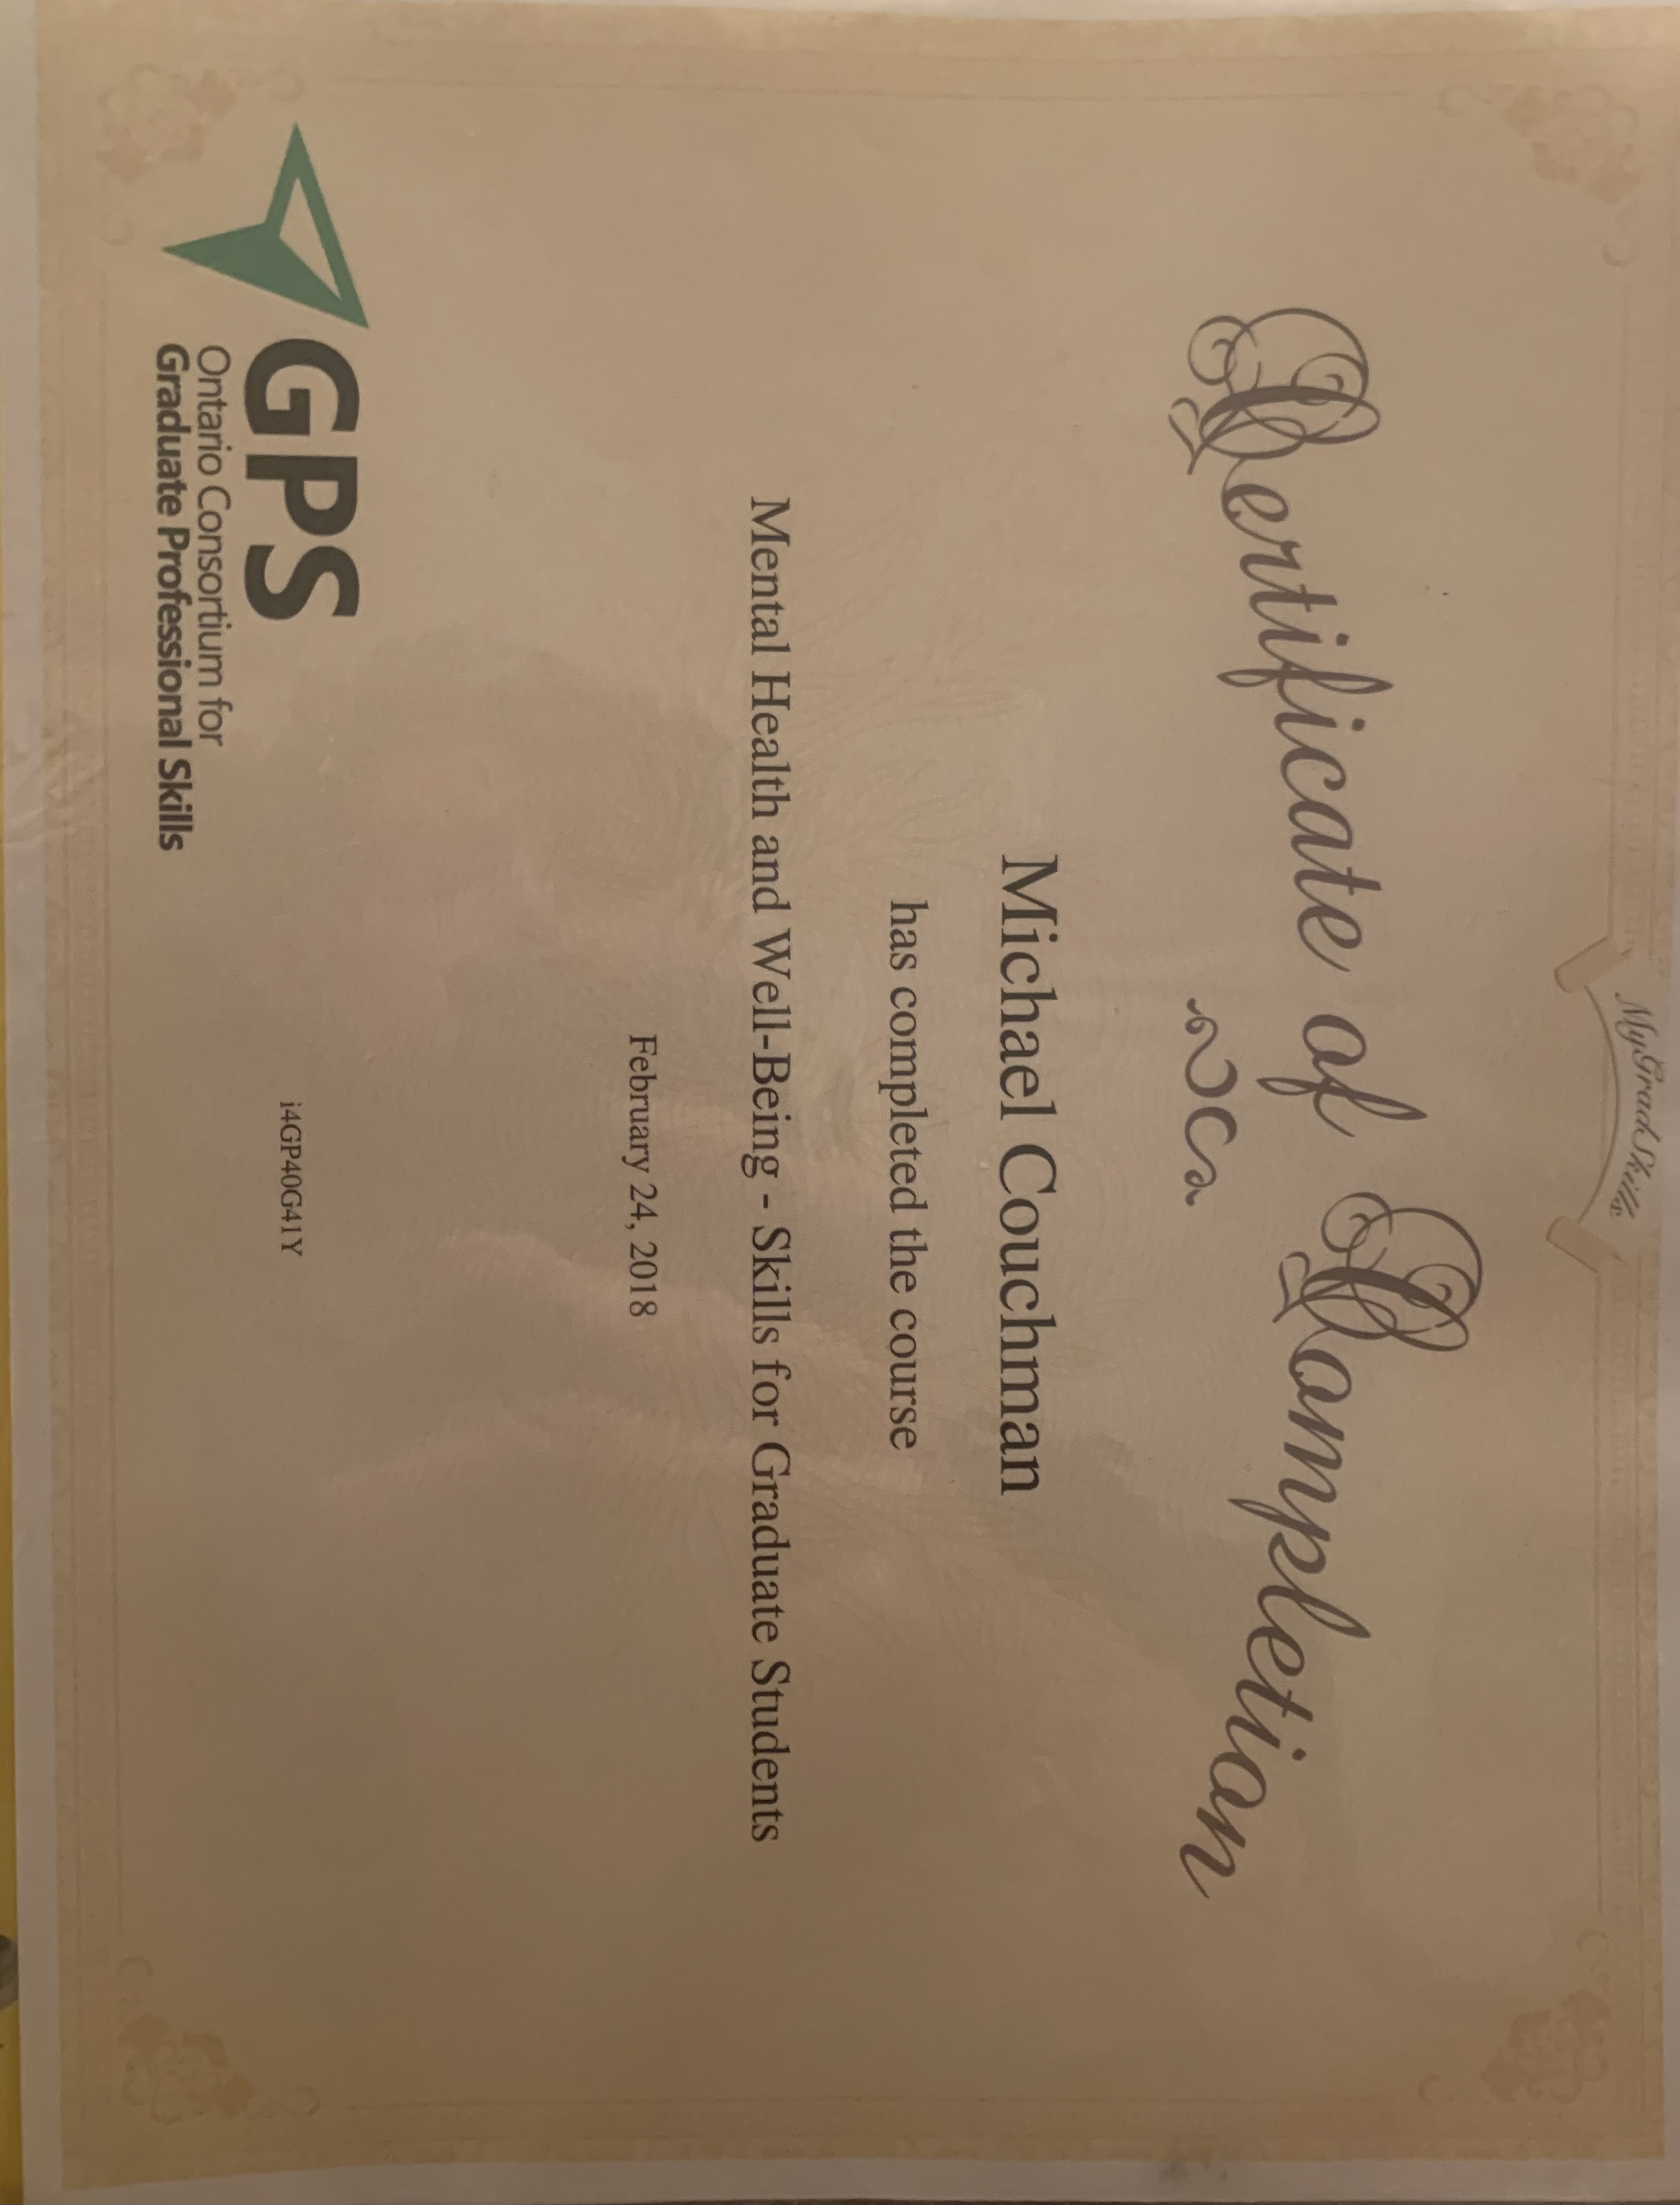 MyGradSkills
Certificate of Completion
Michael Couchman
has completed the course
Mental Health and Well-Being - Skills for Graduate Students
February 24, 2018
i4GP40G41Y
GPS
Ontario Consortium for
Graduate Professional Skills